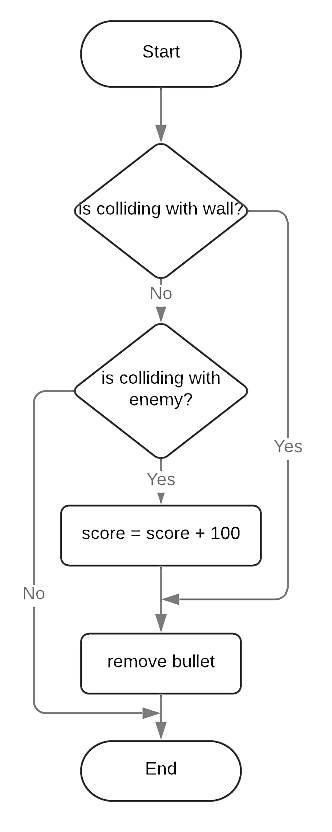 Start
is colliding with wall?
No
is colliding with
enemy?
Yes
Yes
score = score + 100
No
remove bullet
End